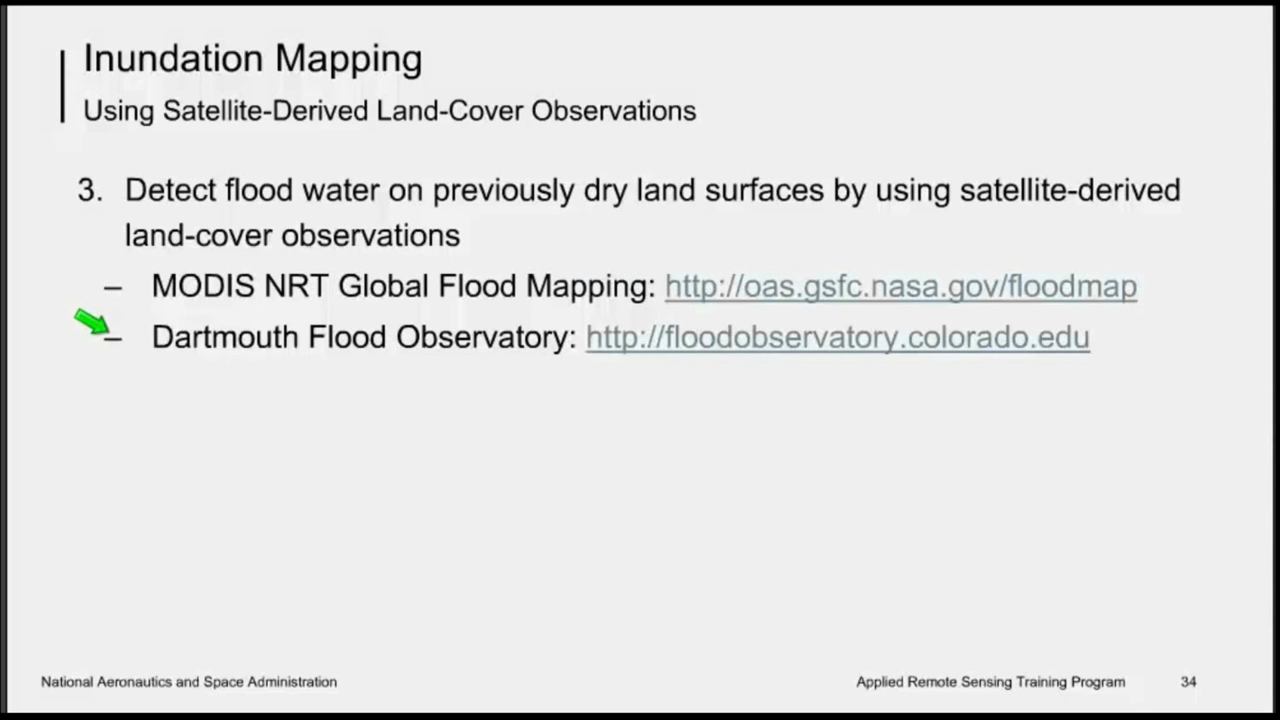 Inundation Mapping
Using Satellite-Derived Land-Cover Observations
3. Detect flood water on previously dry land surfaces by using satellite-derived
land-cover observations
– MODIS NRT Global Flood Mapping: http://oas.gsfc.nasa.gov/floodmap
– Dartmouth Flood Observatory: http://floodobservatory.colorado.edu
National Aeronautics and Space Administration
Applied Remote Sensing Training Program 34